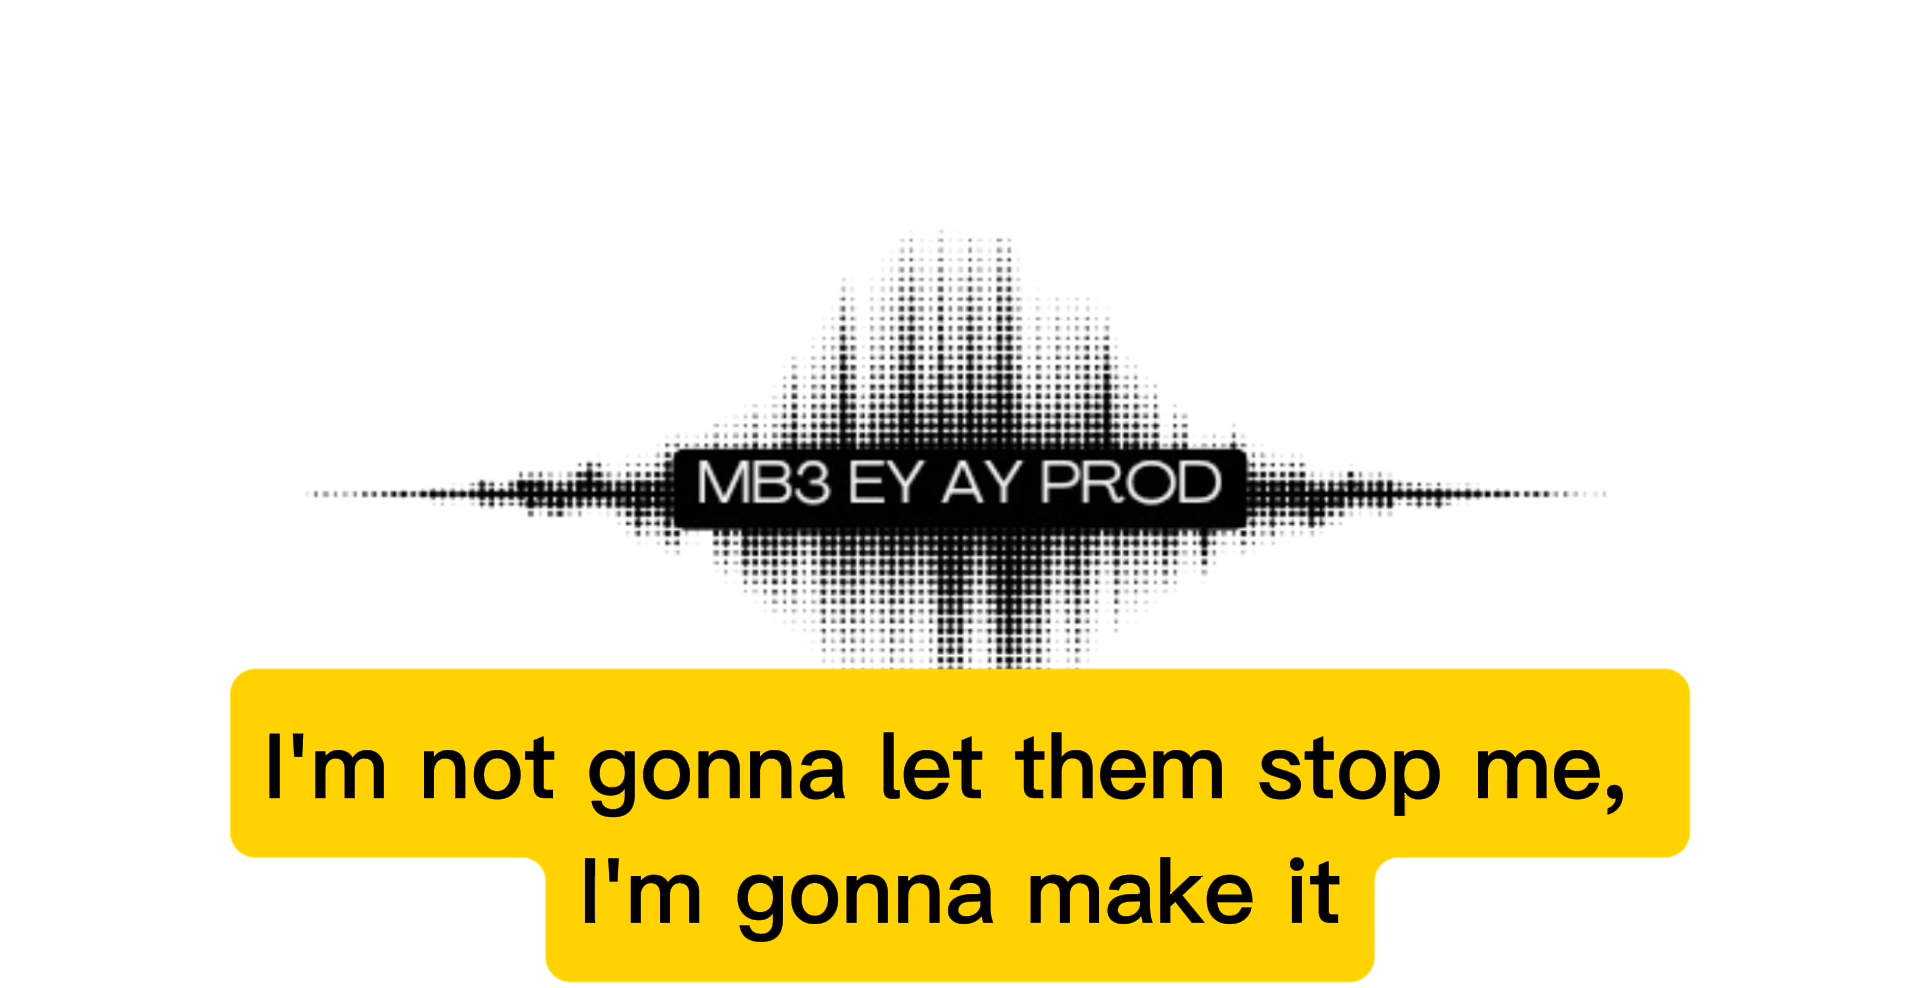 MB3 EY AY PROD
I'm not gonna let them stop me,
I'm gonna make it